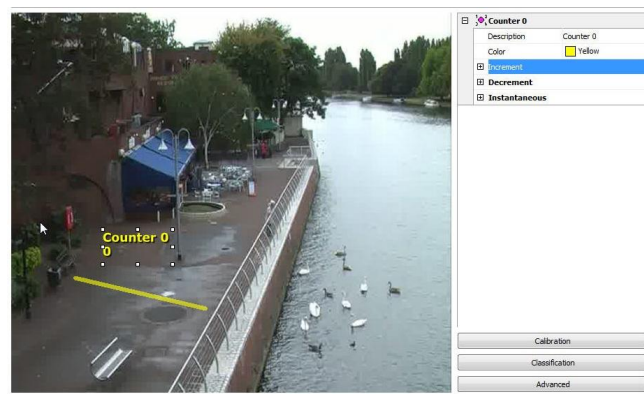 Counter 0
Description Counter 0
Color Yellow
Increment
Decrement
Instantaneous
Counter 0
0
Calibration
Classification
Advanced